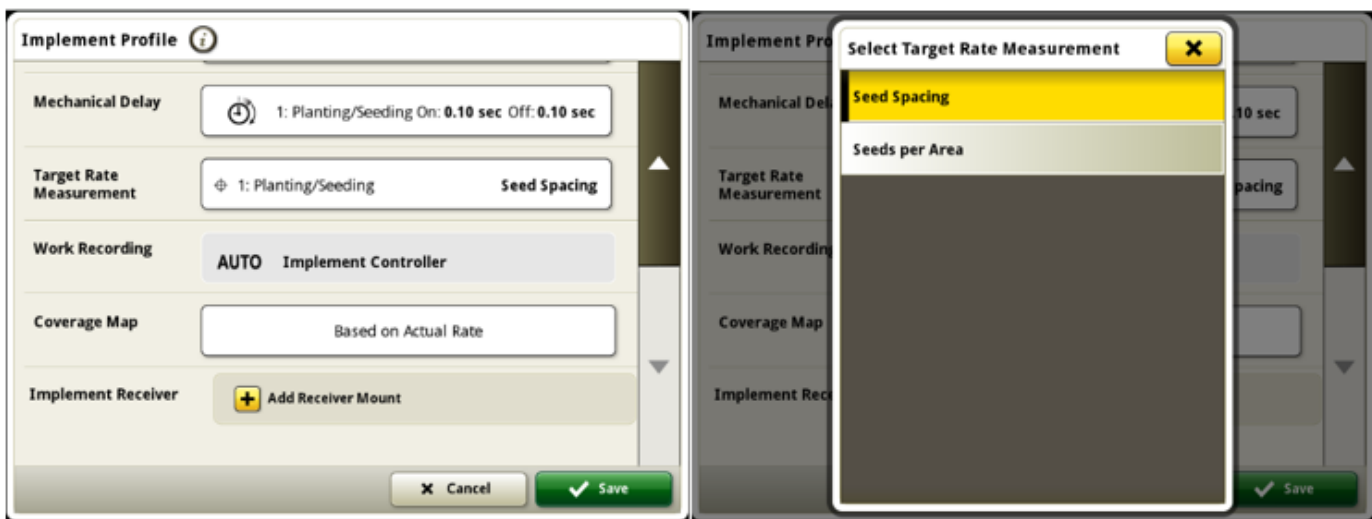 Implement Profile
Mechanical Delay
1: Planting/Seeding On: 0.10 sec Off: 0.10 sec
Target Rate
Measurement
1: Planting/Seeding Seed Spacing
Work Recording
AUTO Implement Controller
Coverage Map
Based on Actual Rate
Implement Receiver
Add Receiver Mount
Cancel
Save
Implement Pro
Select Target Rate Measurement
Seed Spacing
Mechanical Del
.10 sec
Seeds per Area
Target Rate
Measurement
pacing
Work Recording
Coverage Map
Implement Rece
Save